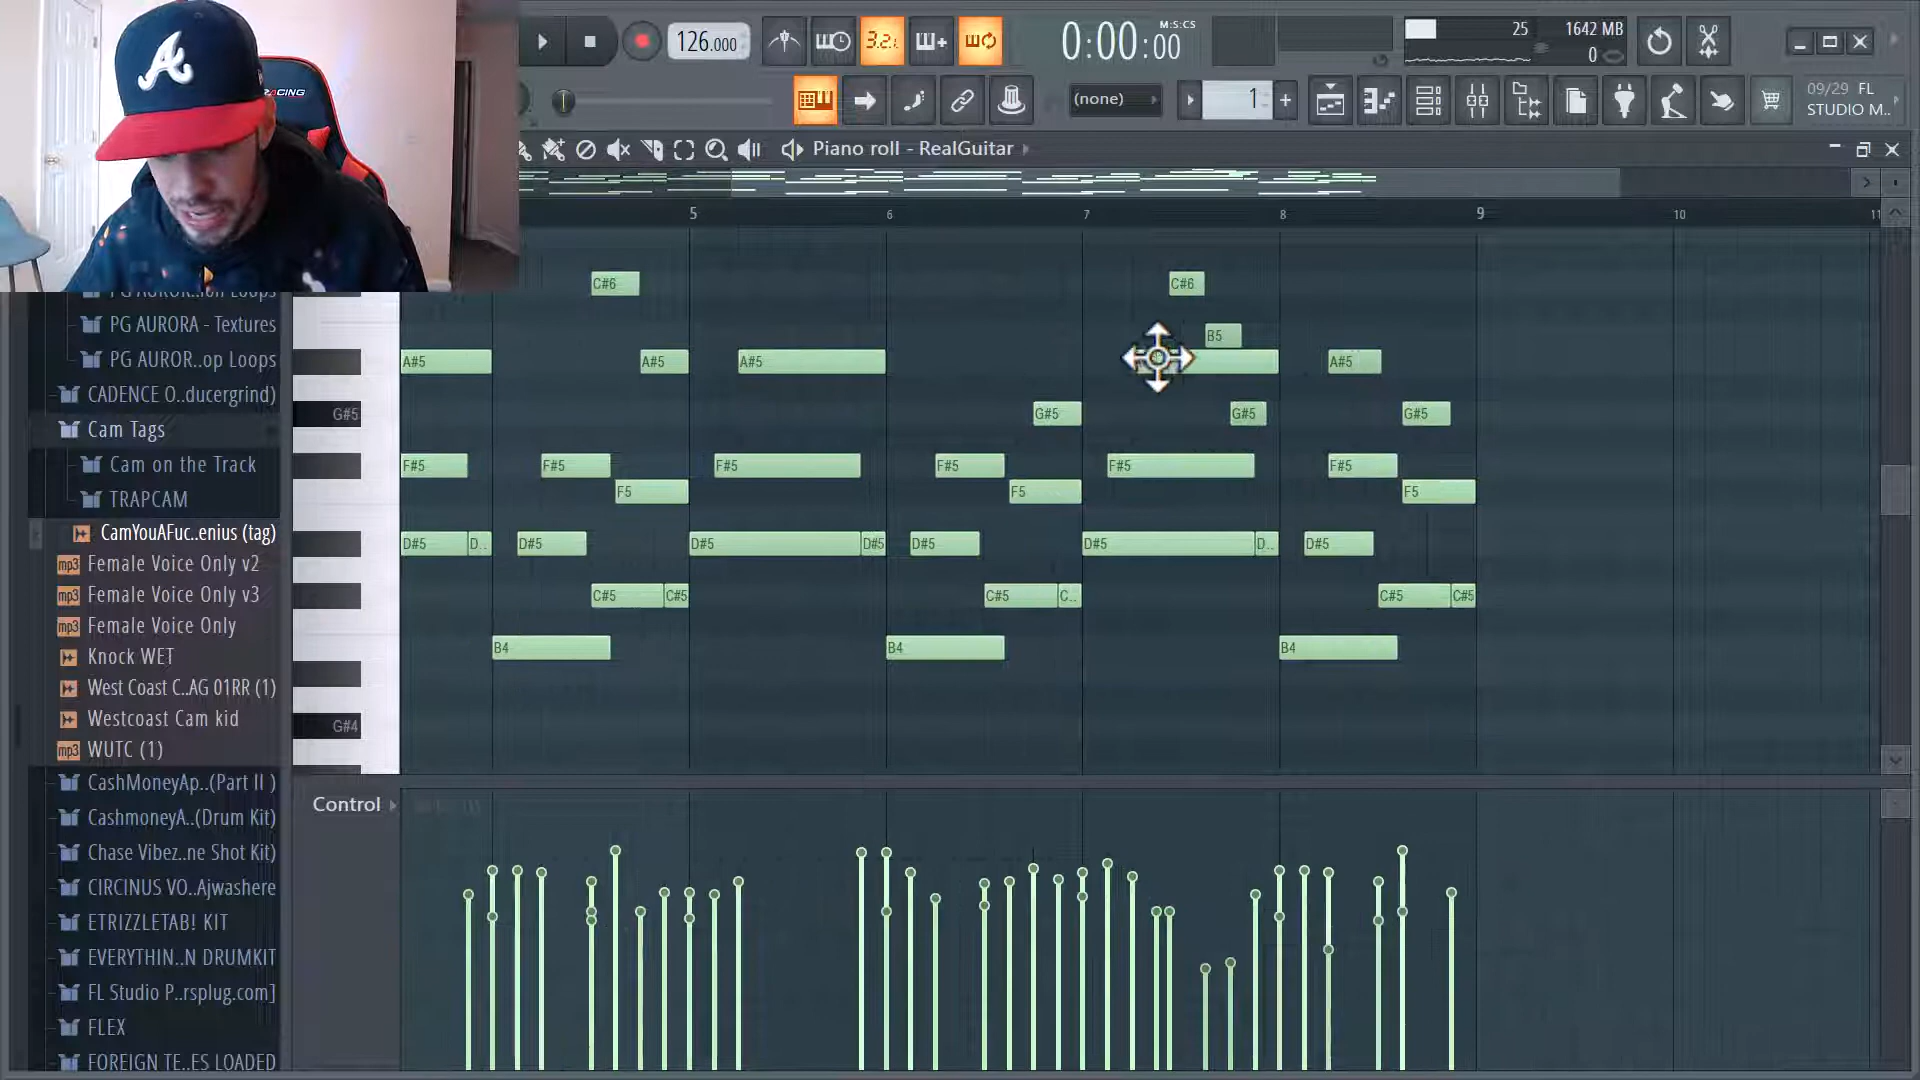 RACING
126.000
3.2.
0:00:00
M:S:CS
25
1642 MB
0
(none)
1
09/29 FL
STUDIO M..
Piano roll - RealGuitar
5
6
7
8
9
10
11
PG AURORA - Textures
PG AUROR..op Loops
CADENCE O..ducergrind)
Cam Tags
Cam on the Track
TRAPCAM
CamYouAFuc..enius (tag)
mp3 Female Voice Only v2
mp3 Female Voice Only v3
mp3 Female Voice Only
Knock WET
West Coast C..AG 01RR (1)
Westcoast Cam kid
mp3 WUTC (1)
CashMoneyAp..(Part II )
CashmoneyA..(Drum Kit)
Chase Vibez..ne Shot Kit)
CIRCINUS VO..Ajwashere
ETRIZZLETAB! KIT
EVERYTHIN..N DRUMKIT
FL Studio P..rsplug.com]
FLEX
FOREIGN TE..ES LOADED
C#6 C#6
B5
A#5 A#5 A#5 A#5
G#5 G#5 G#5 G#5
F#5 F#5 F#5 F#5 F#5 F#5
F5 F5 F5
D#5 D.. D#5 D#5 D#5 D#5 D#5 D.. D#5
C#5 C#5 C#5 C.. C#5 C#5
B4 B4 B4
G#4
Control